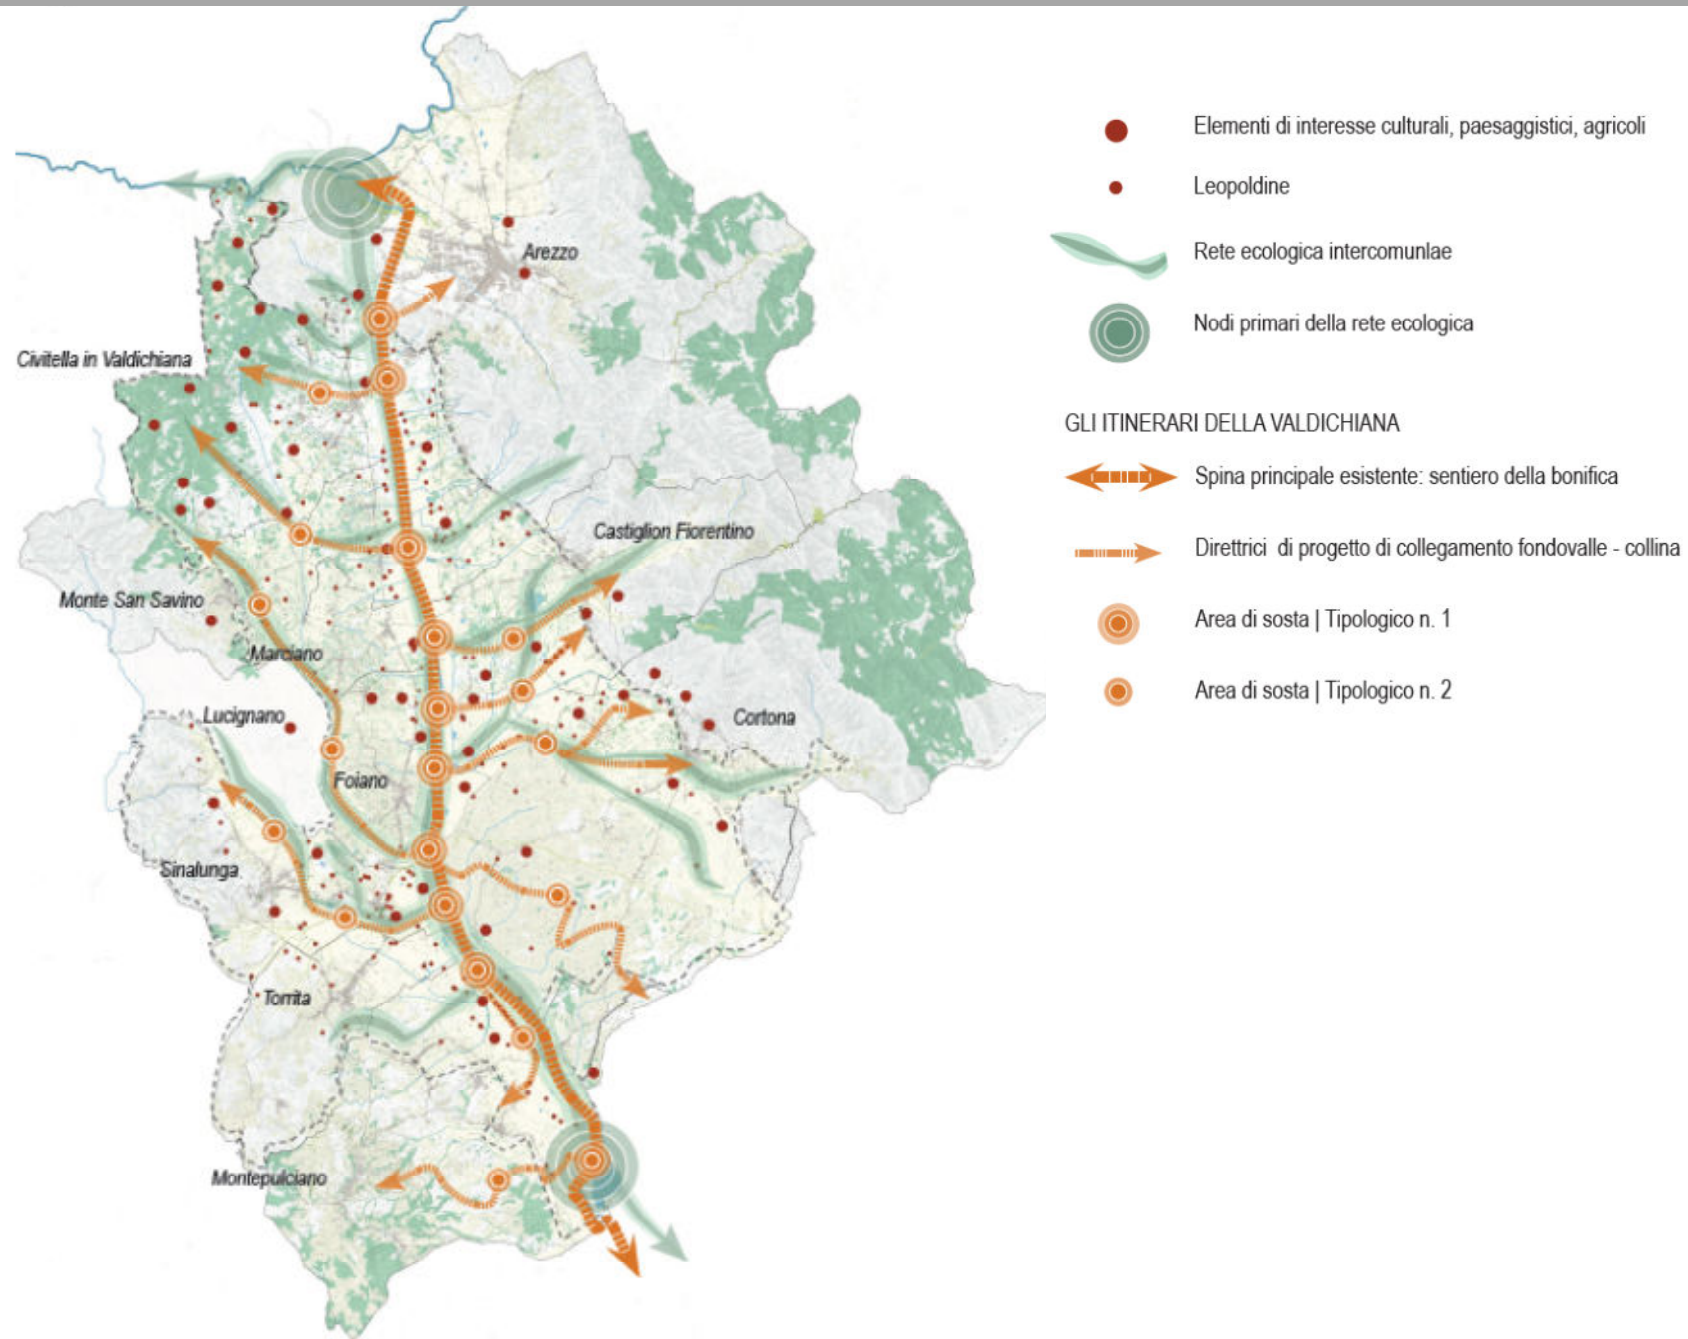 Arezzo
Civitella in Valdichiana
Castiglion Fiorentino
Monte San Savino
Marciano
Lucignano
Cortona
Foiano
Sinalunga
Torrita
Montepulciano
Elementi di interesse culturali, paesaggistici, agricoli
Leopoldine
Rete ecologica intercomunlae
Nodi primari della rete ecologica
GLI ITINERARI DELLA VALDICHIANA
Spina principale esistente: sentiero della bonifica
Direttrici di progetto di collegamento fondovalle - collina
Area di sosta | Tipologico n. 1
Area di sosta | Tipologico n. 2